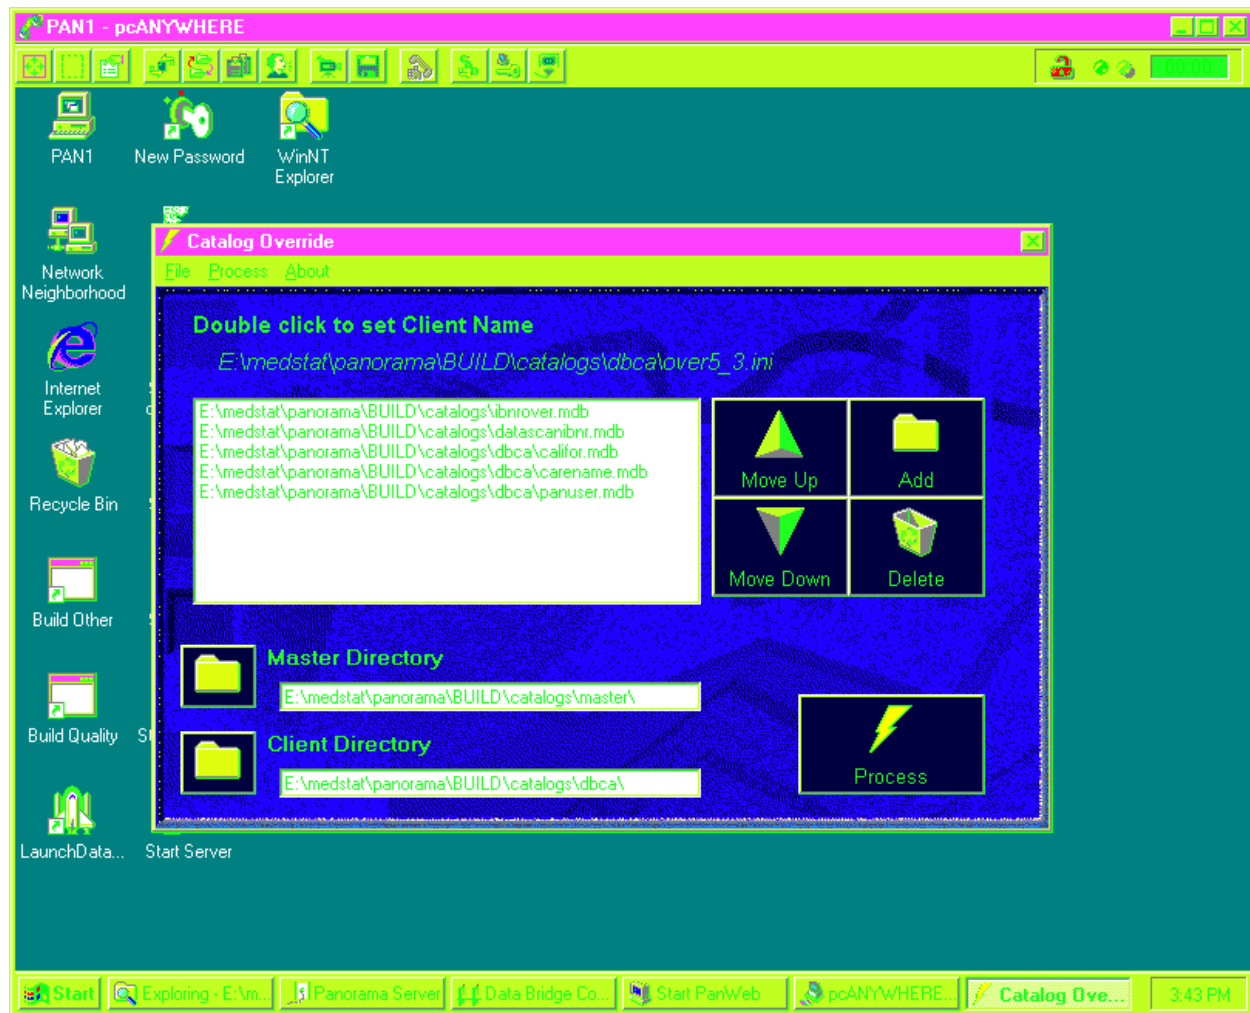 PAN1 - pcANYWHERE
00:00
PAN1
New Password
WinNT
Explorer
Network
Neighborhood
Internet
Explorer
Recycle Bin
Build Other
Build Quality
LaunchData...
Start Server
Catalog Override
File Process About
Double click to set Client Name
E:\medstat\panorama\BUILD\catalogs\dbca\over5_3.ini
E:\medstat\panorama\BUILD\catalogs\ibnrover.mdb
E:\medstat\panorama\BUILD\catalogs\datascanibnr.mdb
E:\medstat\panorama\BUILD\catalogs\dbca\califor.mdb
E:\medstat\panorama\BUILD\catalogs\dbca\carename.mdb
E:\medstat\panorama\BUILD\catalogs\dbca\panuser.mdb
Move Up
Add
Move Down
Delete
Master Directory
E:\medstat\panorama\BUILD\catalogs\master\
Client Directory
E:\medstat\panorama\BUILD\catalogs\dbca\
Process
Start
Exploring - E:\m...
Panorama Server
Data Bridge Co...
Start PanWeb
pcANYWHERE...
Catalog Ove...
3:43 PM